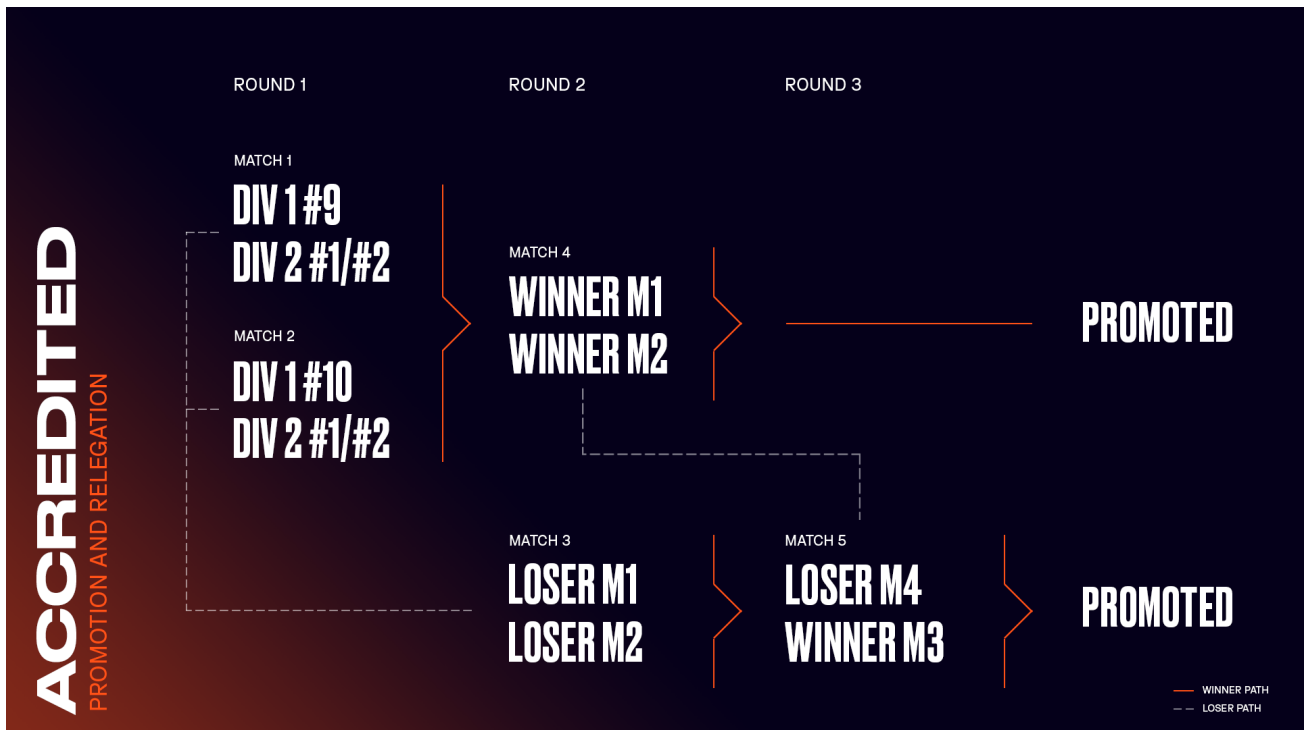 ACCREDITED
PROMOTION AND RELEGATION
ROUND 1
ROUND 2
ROUND 3
MATCH 1
DIV 1 #9
DIV 2 #1/#2
MATCH 2
DIV 1 #10
DIV 2 #1/#2
MATCH 4
WINNER M1
WINNER M2
PROMOTED
MATCH 3
LOSER M1
LOSER M2
MATCH 5
LOSER M4
WINNER M3
PROMOTED
WINNER PATH
LOSER PATH